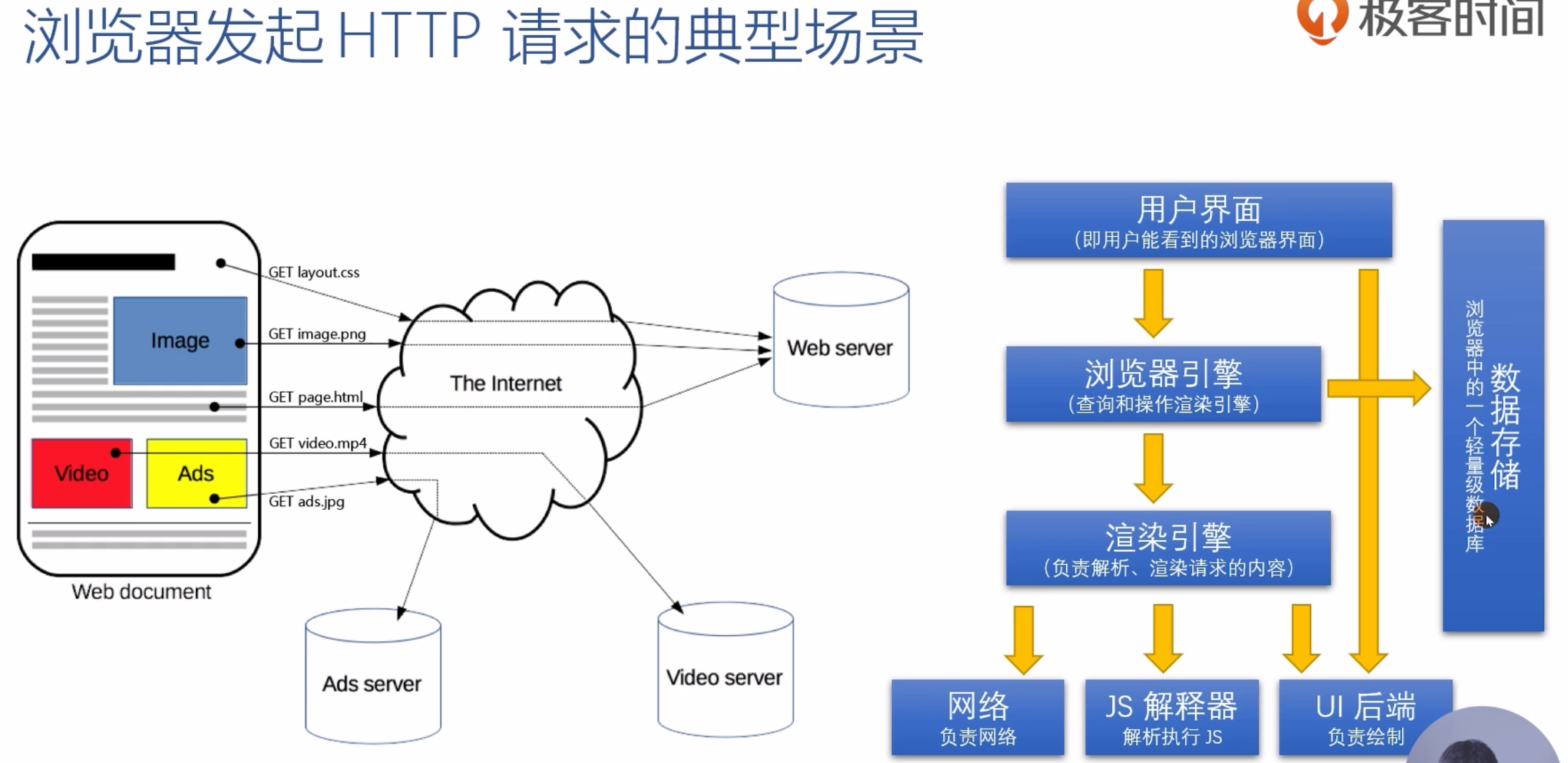 浏览器发起 HTTP 请求的典型场景
极客时间
GET layout.css
Image
GET image.png
GET page.html
GET video.mp4
Video
Ads
GET ads.jpg
Web document
The Internet
Web server
Ads server
Video server
用户界面
（即用户能看到的浏览器界面）
浏览器引擎
（查询和操作渲染引擎）
渲染引擎
（负责解析、渲染请求的内容）
网络
负责网络
JS 解释器
解析执行 JS
UI 后端
负责绘制
数据存储
浏览器中的一个轻量级数据库